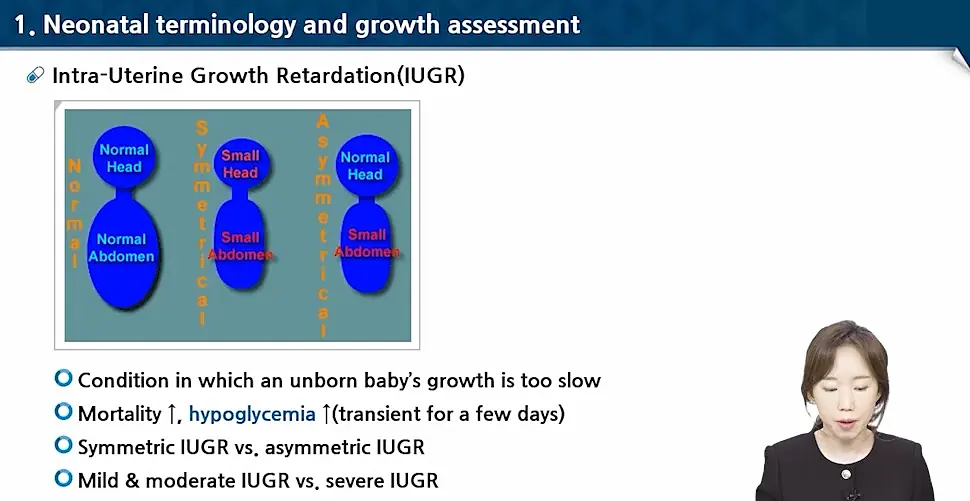 1. Neonatal terminology and growth assessment
Intra-Uterine Growth Retardation(IUGR)
Normal
Normal Head
Normal Abdomen
Symmetrical
Small Head
Small Abdomen
Asymmetrical
Normal Head
Small Abdomen
Condition in which an unborn baby's growth is too slow
Mortality ↑, hypoglycemia ↑(transient for a few days)
Symmetric IUGR vs. asymmetric IUGR
Mild & moderate IUGR vs. severe IUGR